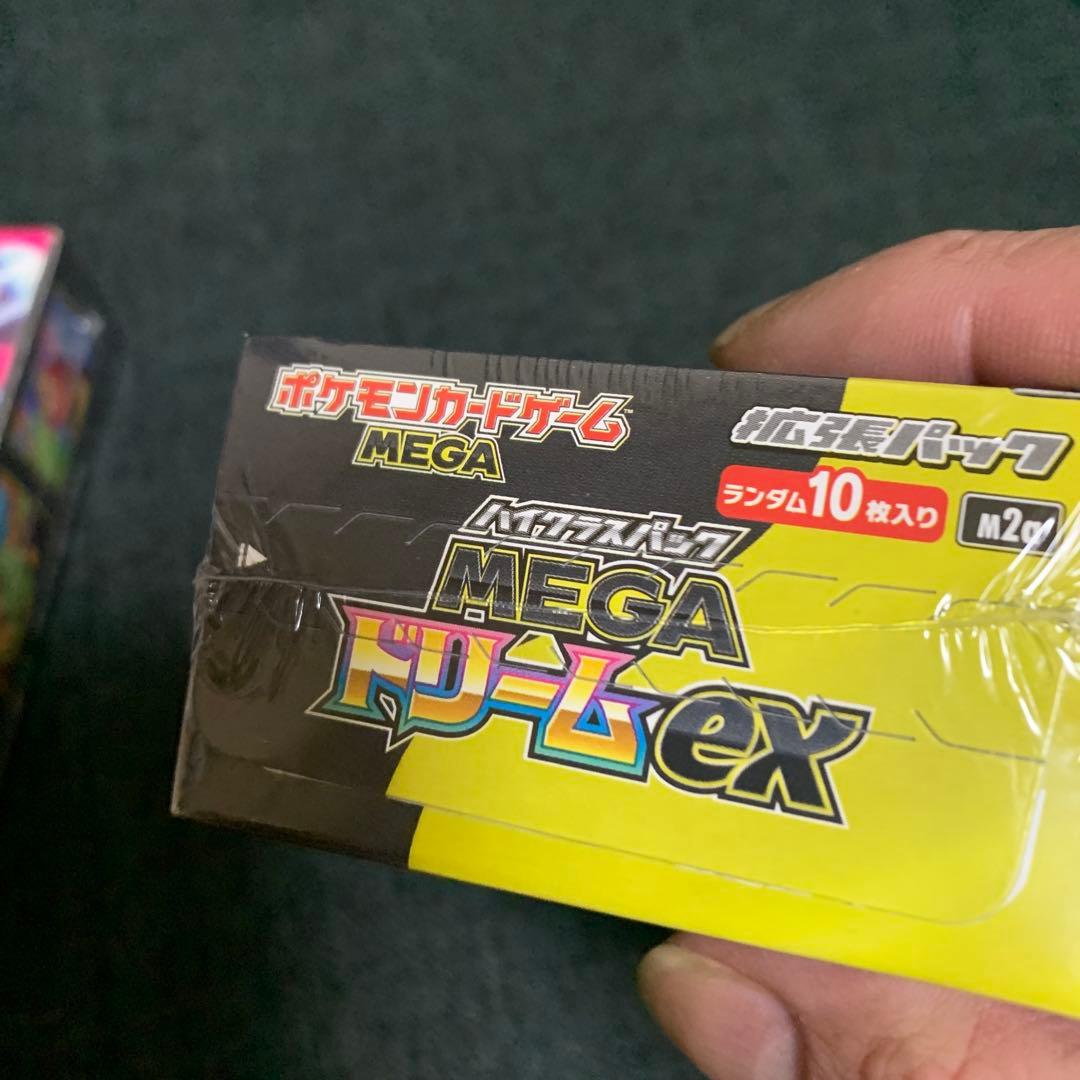 ポケモンカードゲーム™
MEGA
拡張パック
ランダム10枚入り
M2a
ハイクラスパック
MEGA
ドリームex